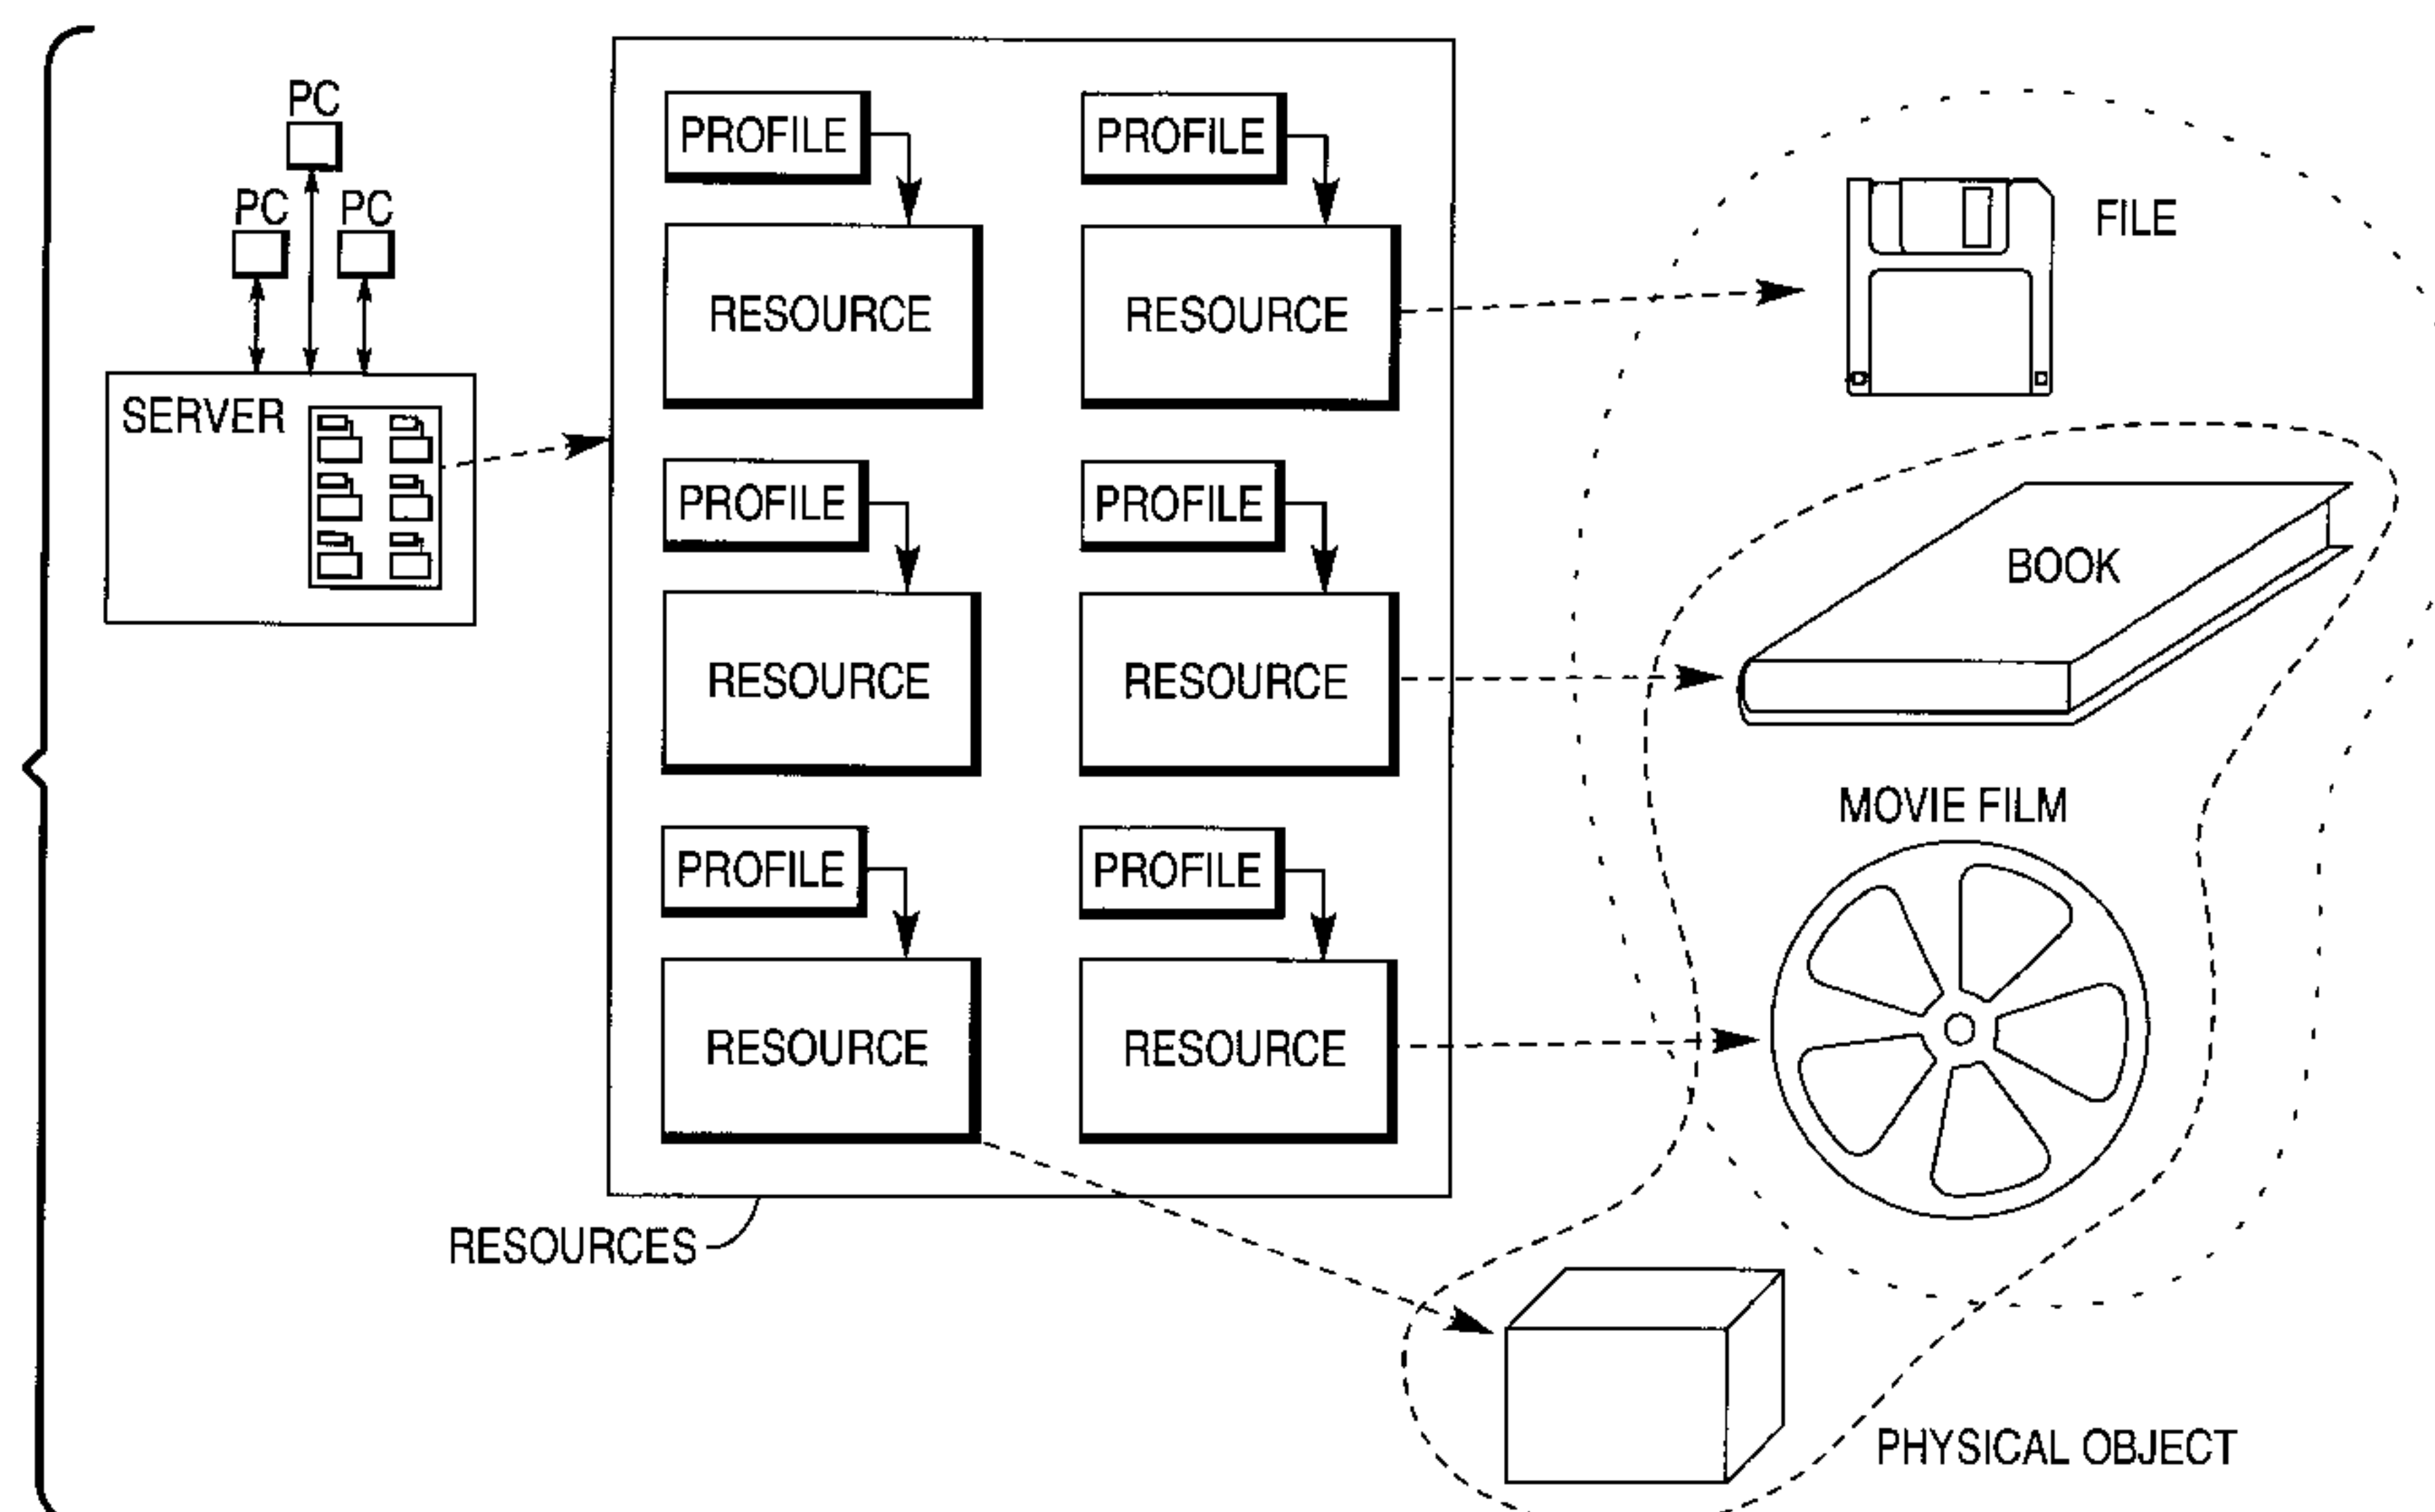 PC
PC PC
SERVER
PROFILE PROFILE
RESOURCE RESOURCE
PROFILE PROFILE
RESOURCE RESOURCE
PROFILE PROFILE
RESOURCE RESOURCE
RESOURCES
FILE
BOOK
MOVIE FILM
PHYSICAL OBJECT